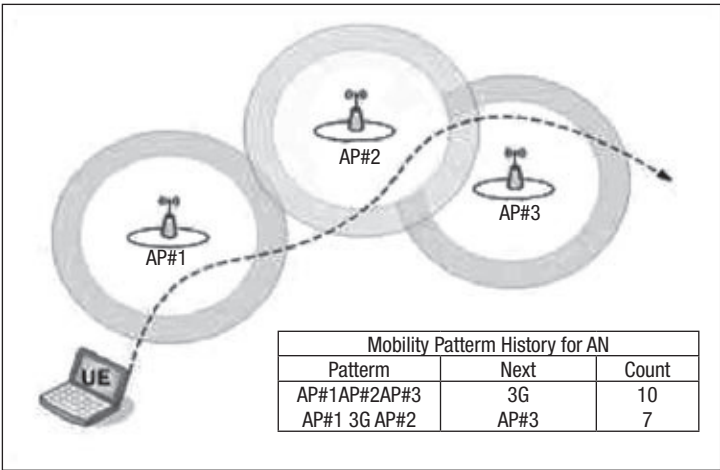 AP#2
AP#3
AP#1
UE
Mobility Patterm History for AN
Patterm Next Count
AP#1AP#2AP#3 3G 10
AP#1 3G AP#2 AP#3 7